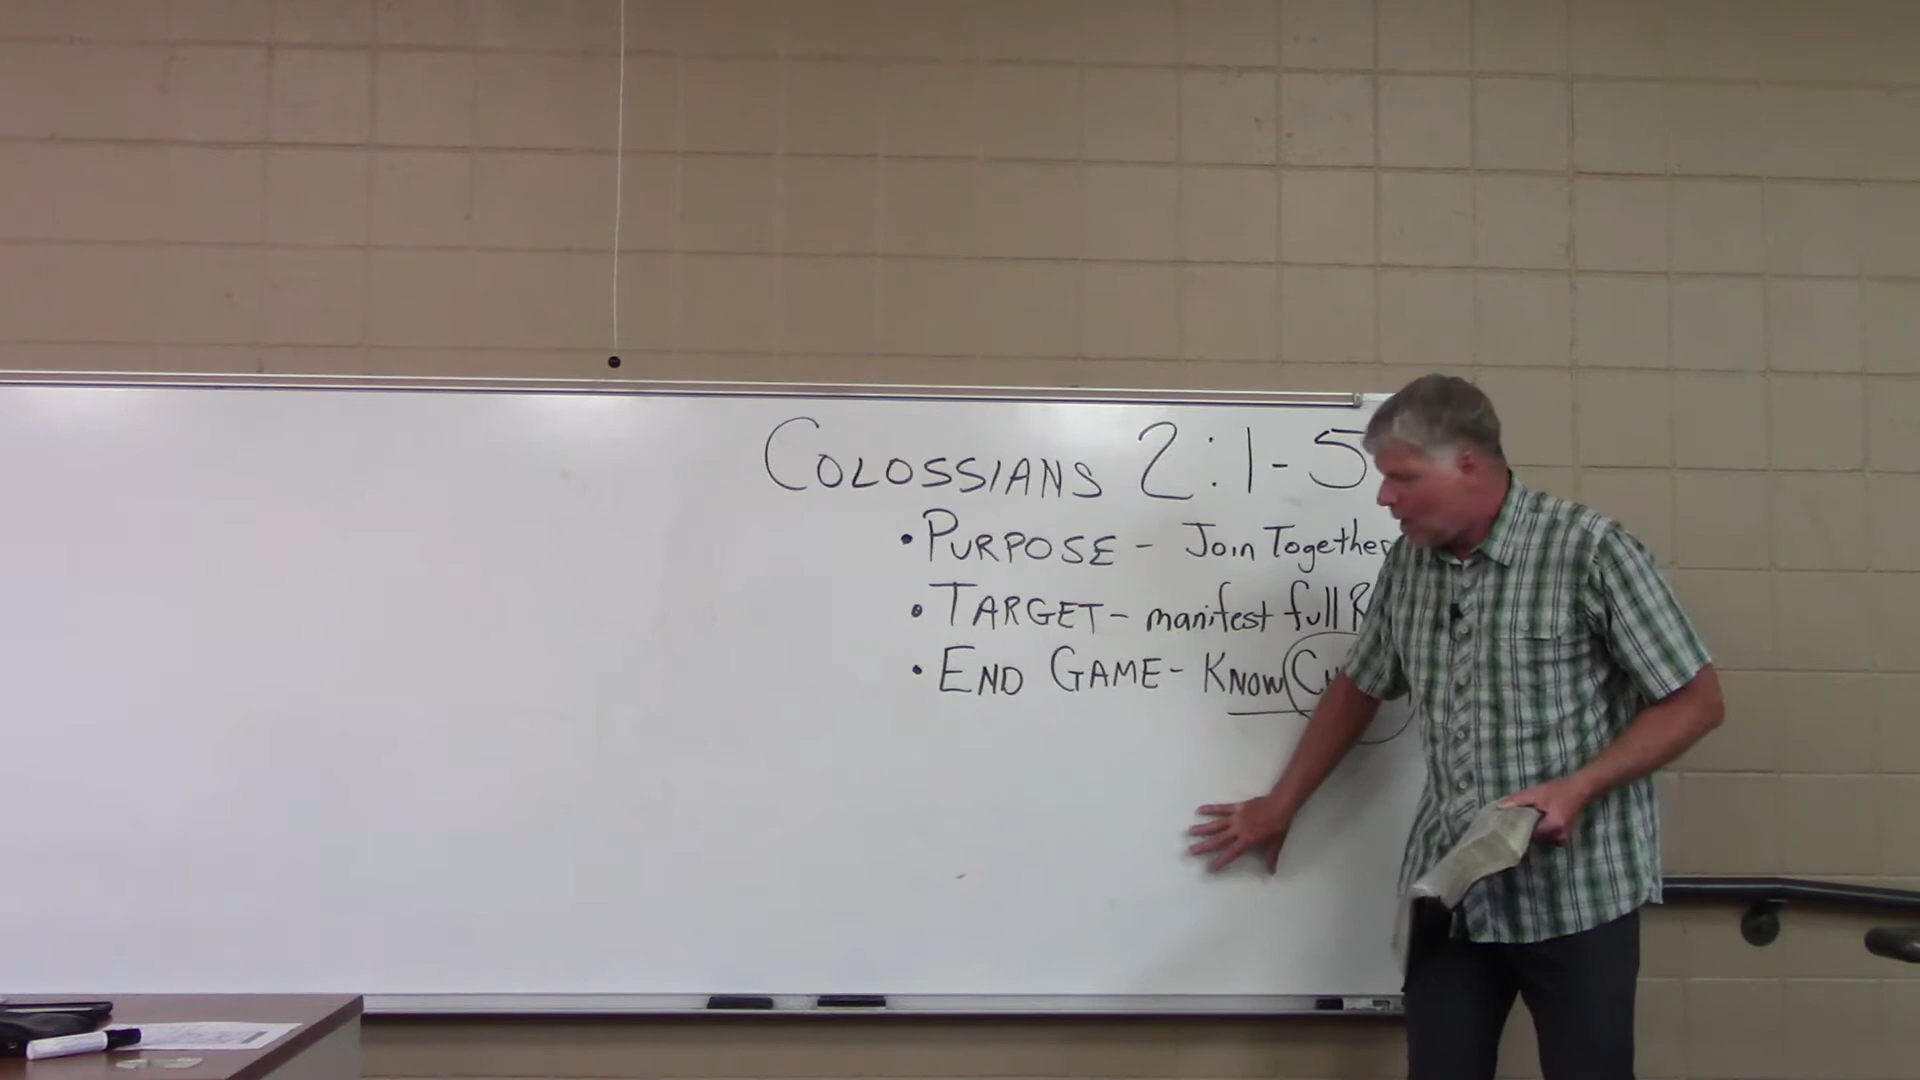 COLOSSIANS 2:1-5
• PURPOSE - Join Together
• TARGET - manifest full
• END GAME - KNOW